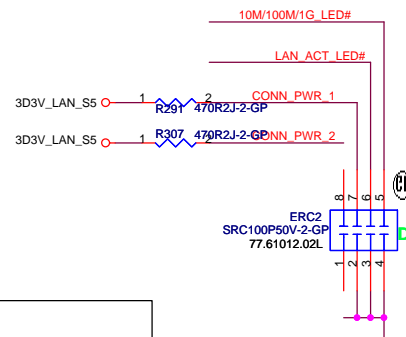 10M/100M/1G_LED#
LAN_ACT_LED#
3D3V_LAN_S5 1 2 CONN_PWR_1
R291 470R2J-2-GP
3D3V_LAN_S5 1 2 CONN_PWR_2
R307 470R2J-2-GP
8 7 6 5
ERC2
SRC100P50V-2-GP
77.61012.02L
1 2 3 4